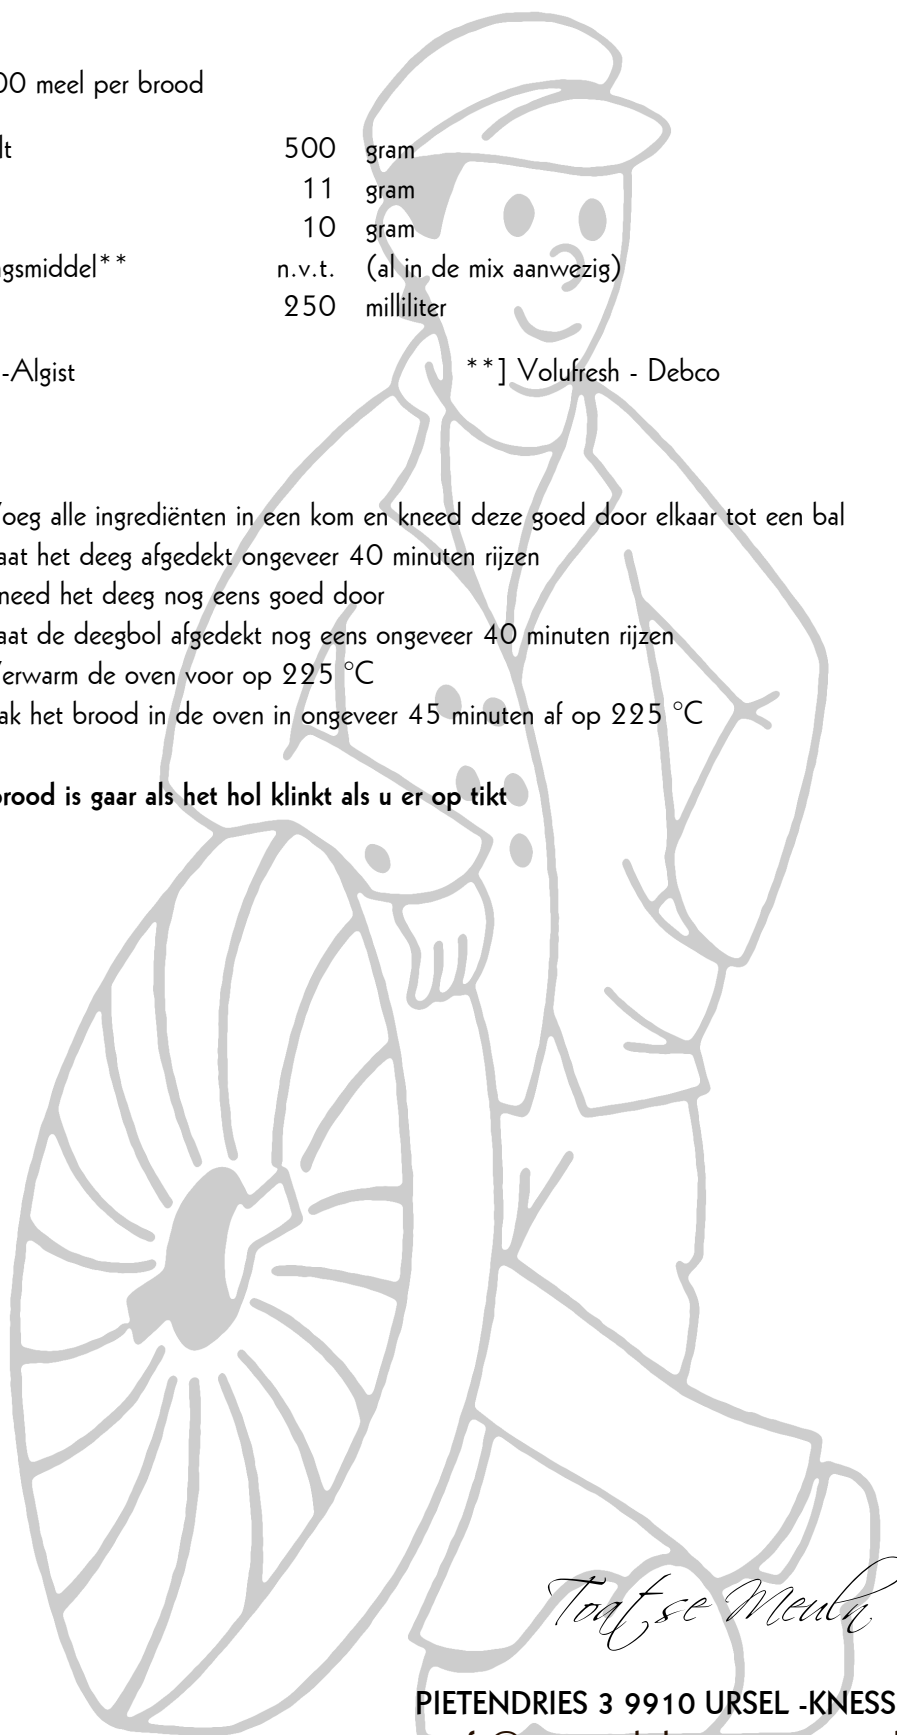 00 meel per brood
lt 500 gram
11 gram
10 gram
gsmiddel** n.v.t. (al in de mix aanwezig)
250 milliliter
-Algist **] Volufresh - Debco
oeg alle ingrediënten in een kom en kneed deze goed door elkaar tot een bal
aat het deeg afgedekt ongeveer 40 minuten rijzen
need het deeg nog eens goed door
aat de deegbol afgedekt nog eens ongeveer 40 minuten rijzen
erwarm de oven voor op 225 °C
ak het brood in de oven in ongeveer 45 minuten af op 225 °C
brood is gaar als het hol klinkt als u er op tikt
Toatse Meuln
PIETENDRIES 3 9910 URSEL -KNESS